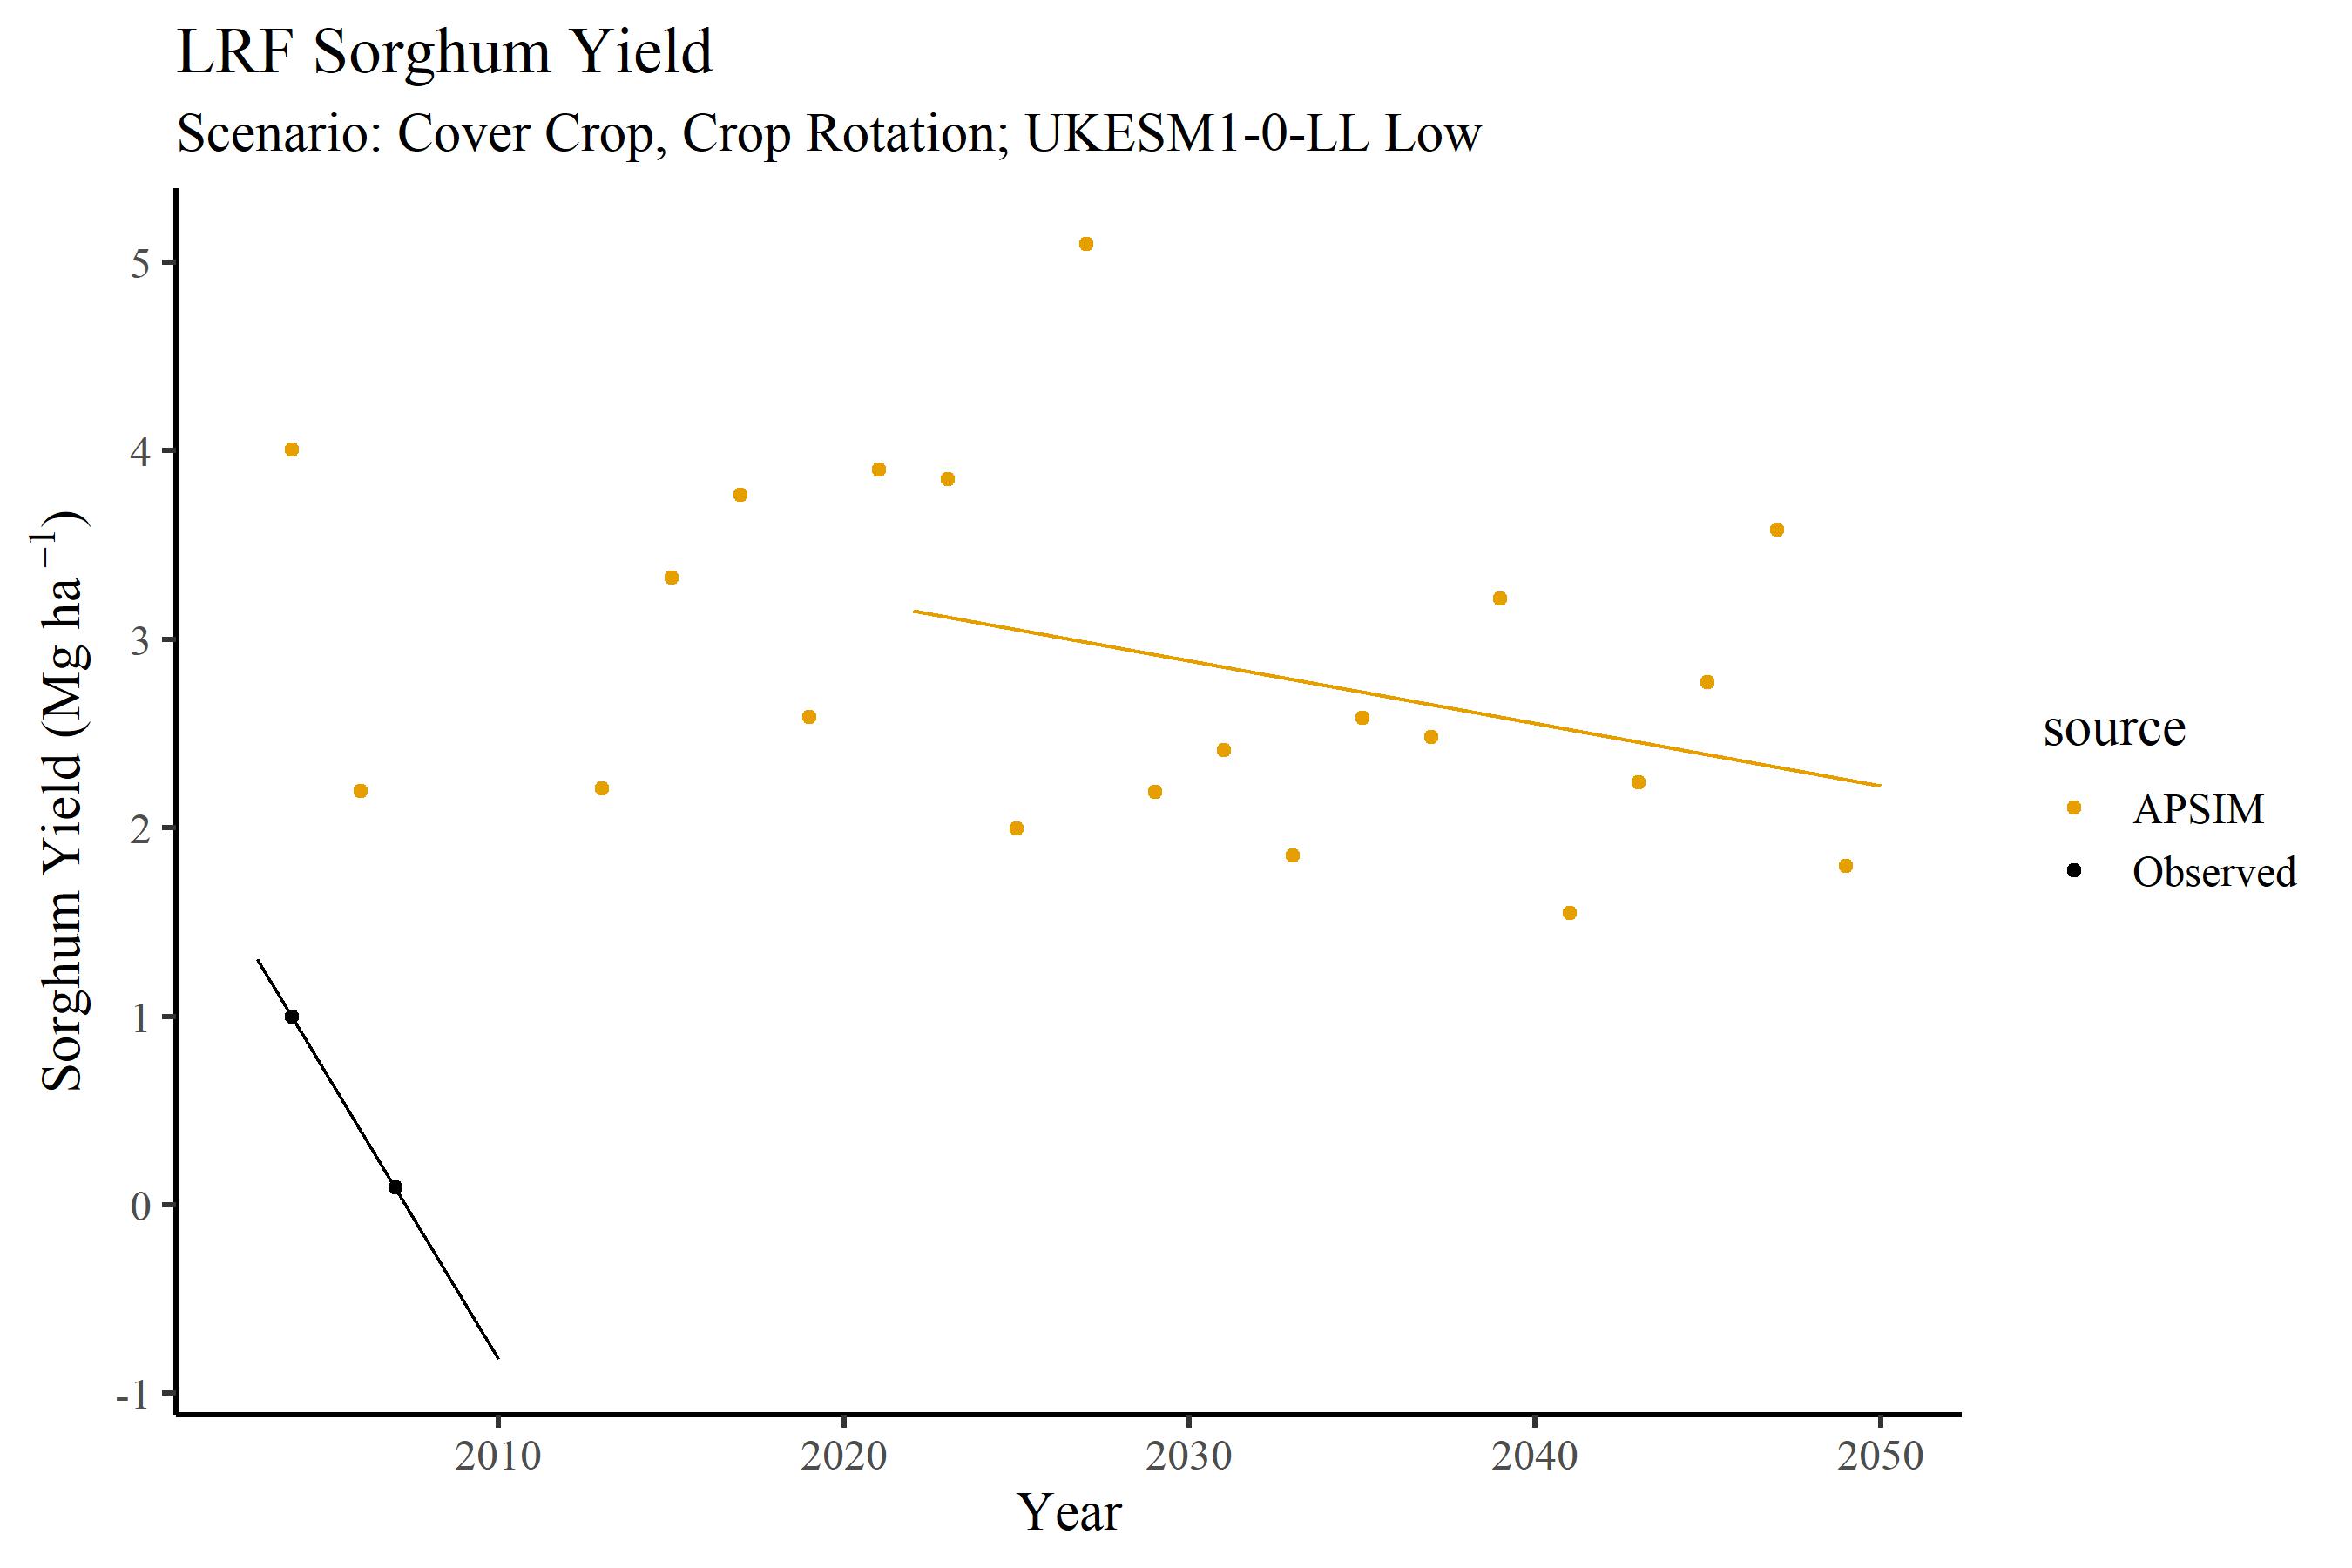 LRF Sorghum Yield
Scenario: Cover Crop, Crop Rotation; UKESM1-0-LL Low
Sorghum Yield (Mg ha⁻¹)
5
4
3
2
1
0
-1
2010 2020 2030 2040 2050
Year
source
APSIM
Observed